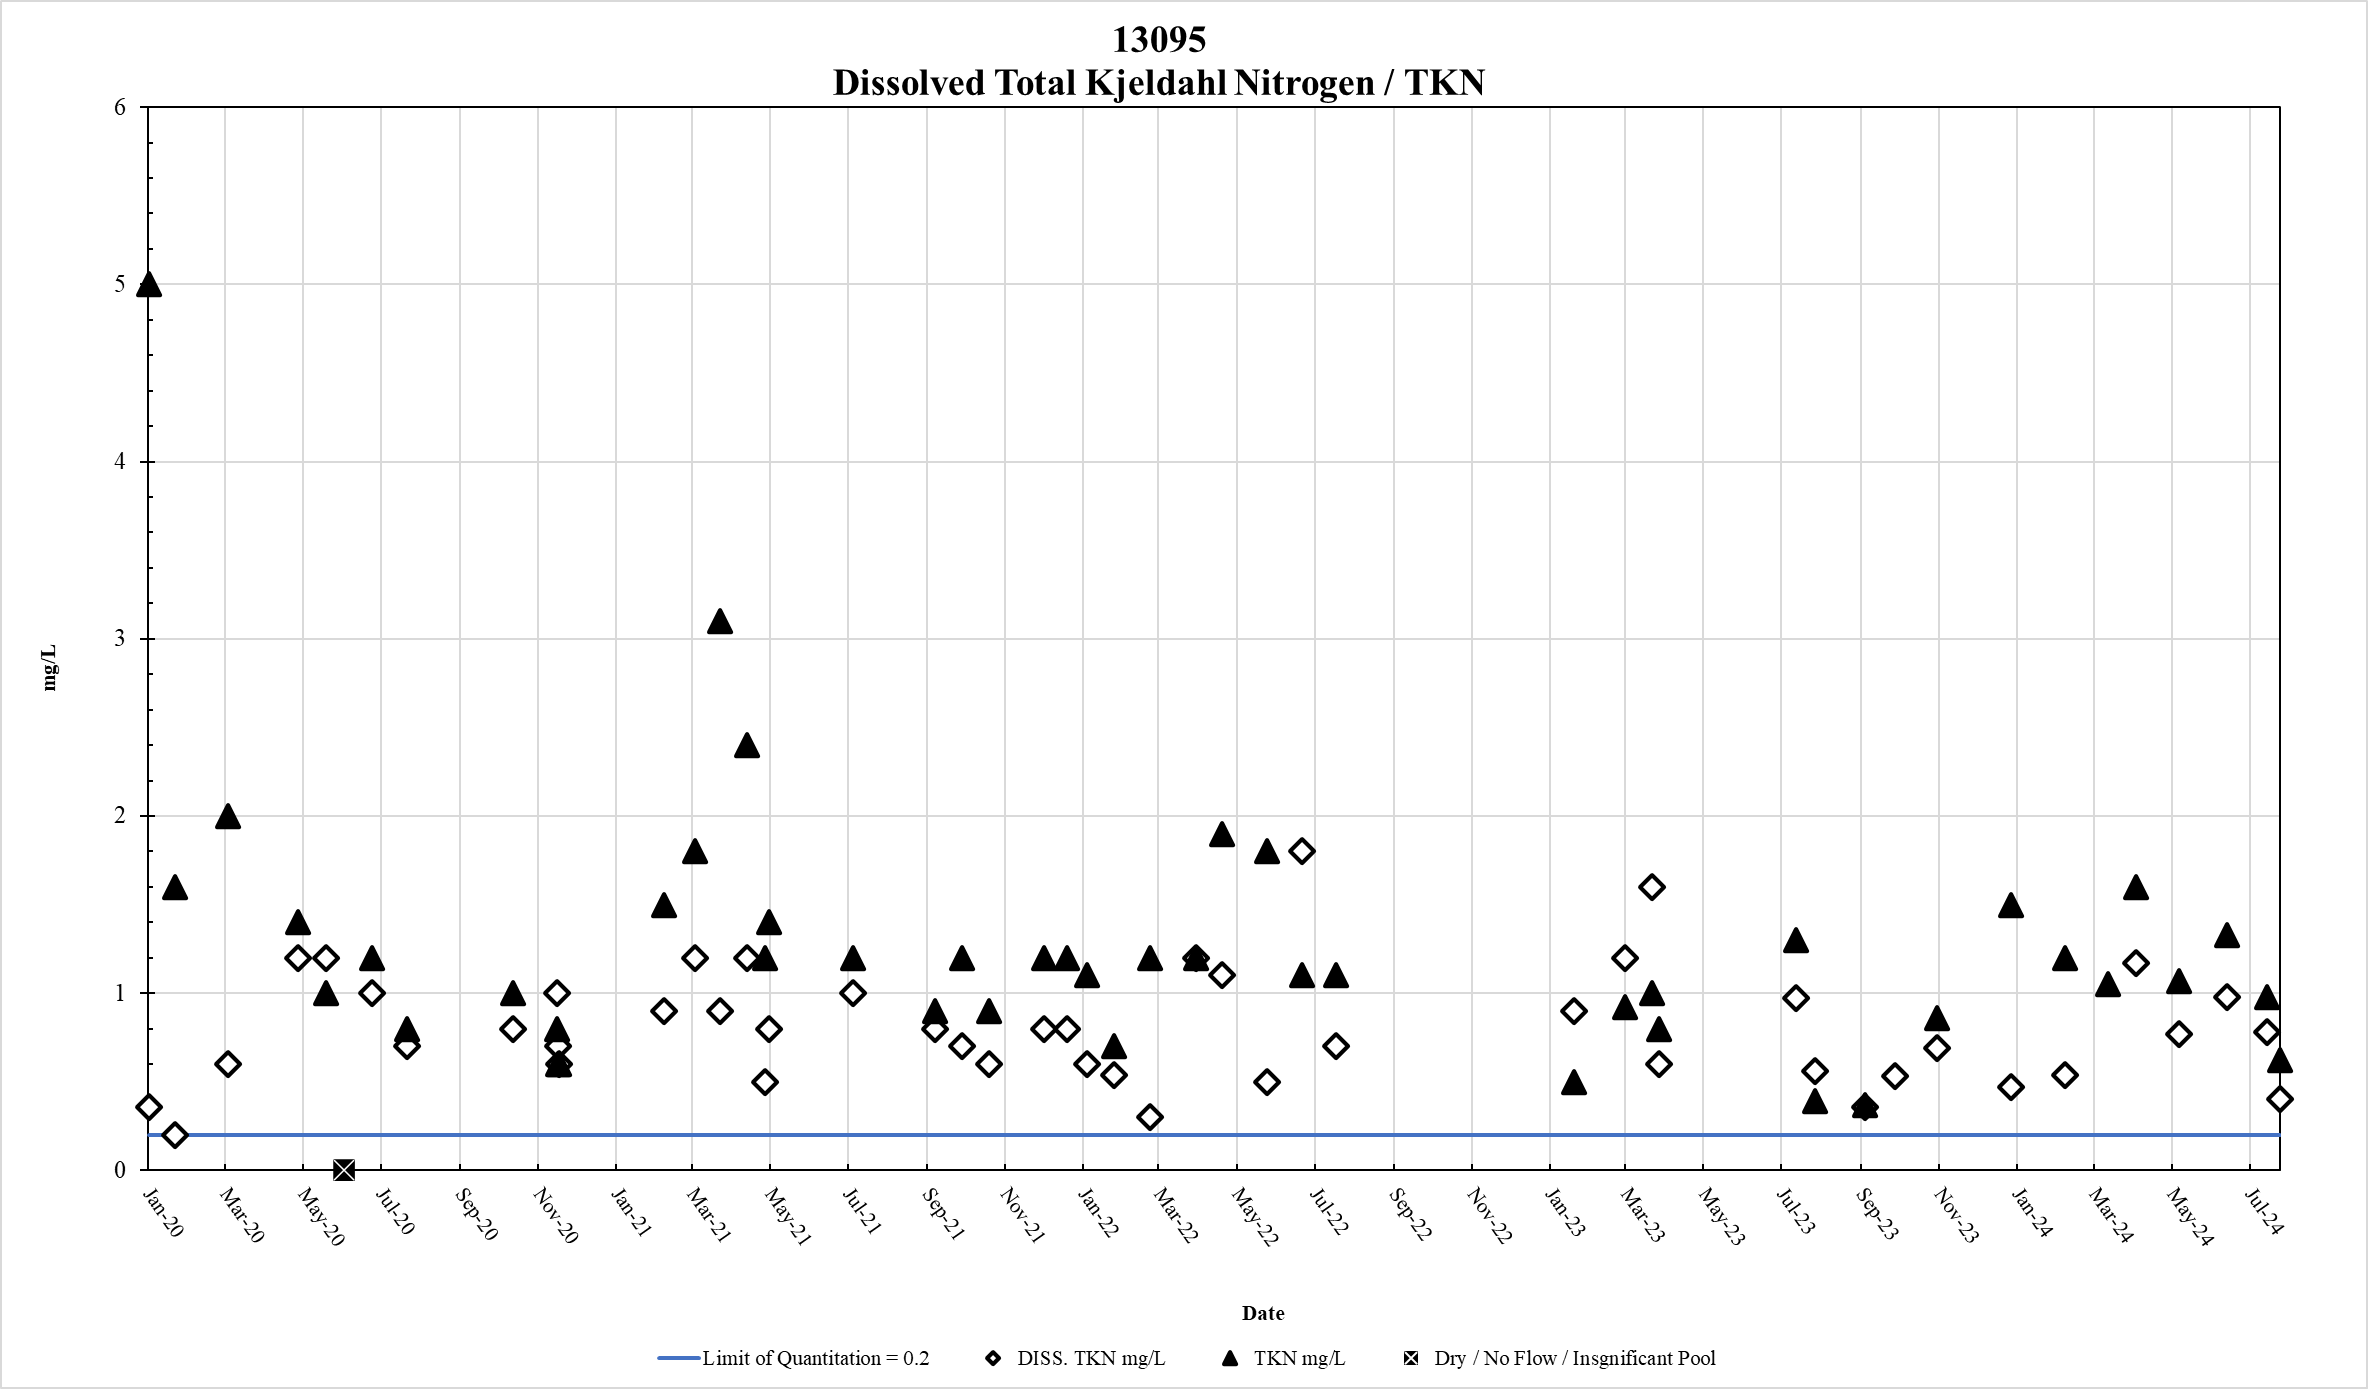 13095
Dissolved Total Kjeldahl Nitrogen / TKN
6
5
4
3
2
1
0
mg/L
Jan-20
Mar-20
May-20
Jul-20
Sep-20
Nov-20
Jan-21
Mar-21
May-21
Jul-21
Sep-21
Nov-21
Jan-22
Mar-22
May-22
Jul-22
Sep-22
Nov-22
Jan-23
Mar-23
May-23
Jul-23
Sep-23
Nov-23
Jan-24
Mar-24
May-24
Jul-24
Date
Limit of Quantitation = 0.2
DISS. TKN mg/L
TKN mg/L
Dry / No Flow / Insgnificant Pool